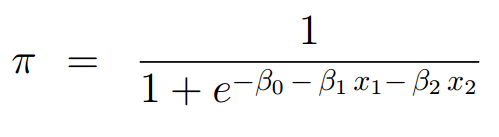 π = 1 / (1 + e^{−β₀ − β₁ x₁ − β₂ x₂})